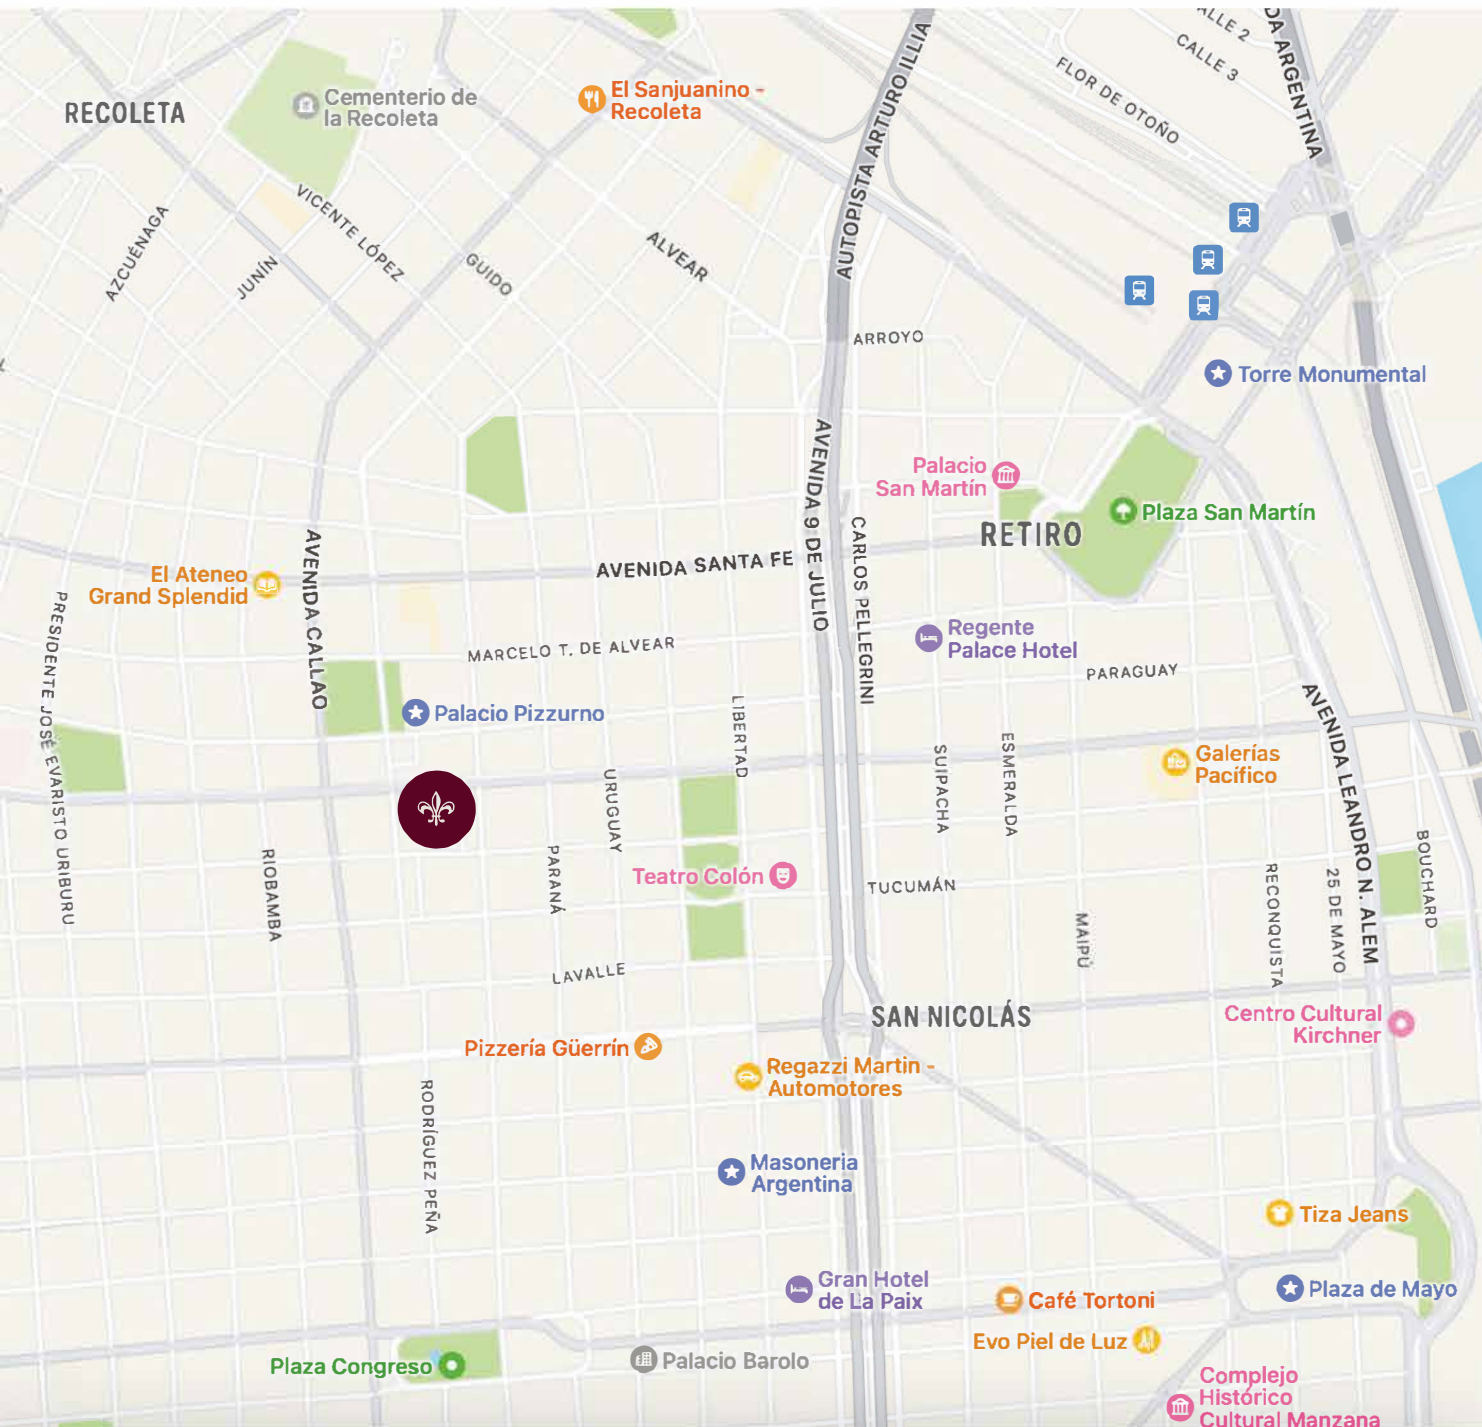 ALLE 2
CALLE 3
DA ARGENTINA
FLOR DE OTOÑO
AUTOPISTA ARTURO ILLIA
El Sanjuanino -
Recoleta
Cementerio de
la Recoleta
RECOLETA
VICENTE LÓPEZ
AZCUÉNAGA
JUNÍN
GUIDO
ALVEAR
ARROYO
Torre Monumental
Palacio
San Martín
Plaza San Martín
RETIRO
AVENIDA 9 DE JULIO
CARLOS PELLEGRINI
AVENIDA SANTA FE
AVENIDA CALLAO
El Ateneo
Grand Splendid
PRESIDENTE JOSÉ EVARISTO URIBURU
MARCELO T. DE ALVEAR
Regente
Palace Hotel
PARAGUAY
AVENIDA LEANDRO N. ALEM
Palacio Pizzurno
LIBERTAD
SUIPACHA
ESMERALDA
Galerías
Pacífico
URUGUAY
PARANÁ
RIOBAMBA
Teatro Colón
TUCUMÁN
MAIPÚ
RECONQUISTA
25 DE MAYO
BOUCHARD
LAVALLE
SAN NICOLÁS
Centro Cultural
Kirchner
Pizzería Güerrín
Regazzi Martin -
Automotores
RODRÍGUEZ PEÑA
Masoneria
Argentina
Tiza Jeans
Gran Hotel
de La Paix
Café Tortoni
Plaza de Mayo
Evo Piel de Luz
Plaza Congreso
Palacio Barolo
Complejo
Histórico
Cultural Manzana